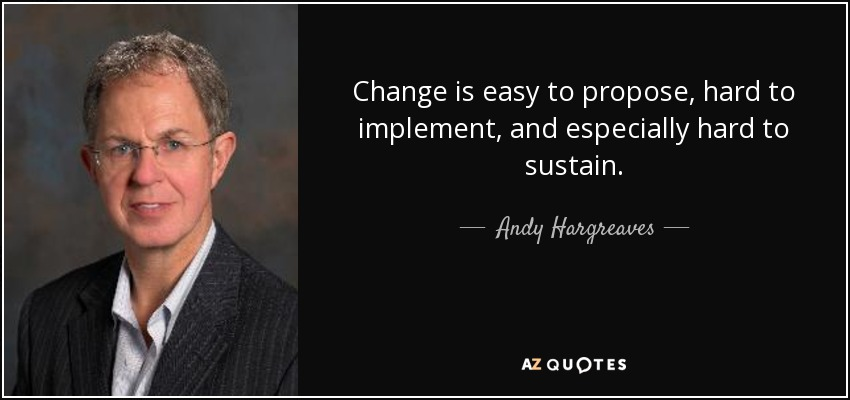 Change is easy to propose, hard to
implement, and especially hard to
sustain.
Andy Hargreaves
AZ QUOTES